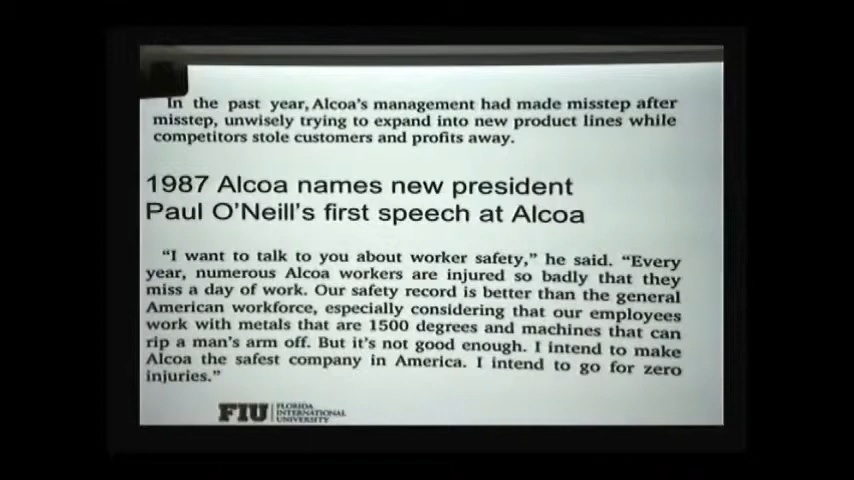 In the past year, Alcoa's management had made misstep after
misstep, unwisely trying to expand into new product lines while
competitors stole customers and profits away.
1987 Alcoa names new president
Paul O'Neill's first speech at Alcoa
"I want to talk to you about worker safety," he said. "Every
year, numerous Alcoa workers are injured so badly that they
miss a day of work. Our safety record is better than the general
American workforce, especially considering that our employees
work with metals that are 1500 degrees and machines that can
rip a man's arm off. But it's not good enough. I intend to make
Alcoa the safest company in America. I intend to go for zero
injuries."
FIU
FLORIDA
INTERNATIONAL
UNIVERSITY